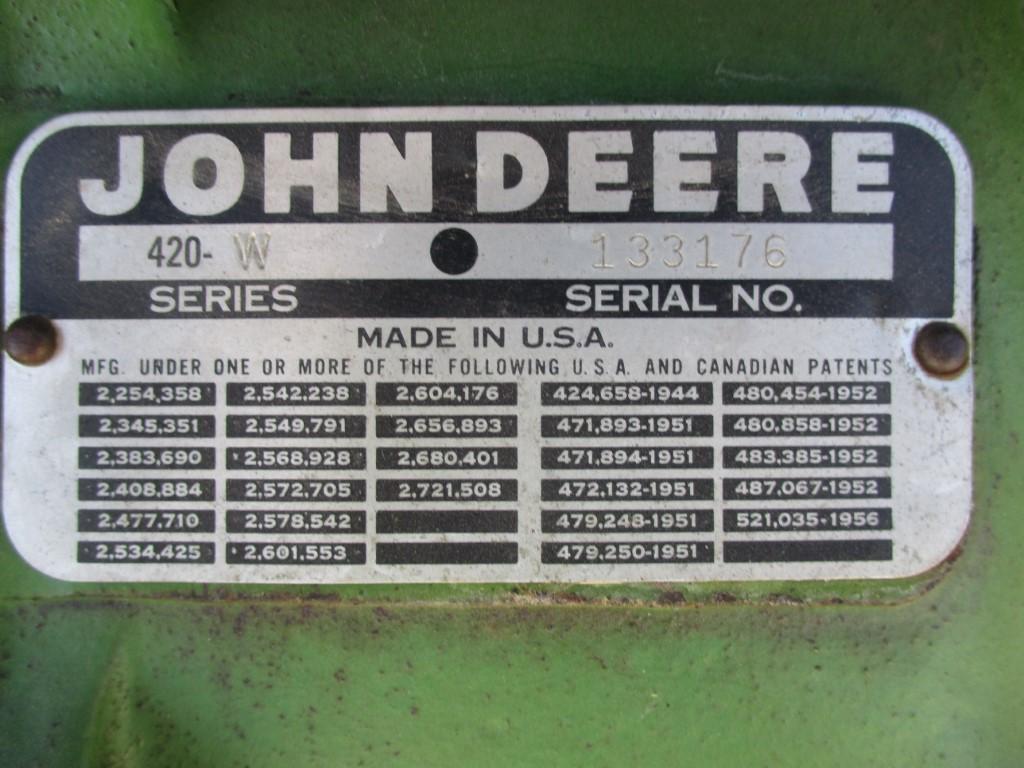 JOHN DEERE
420- W 133176
SERIES SERIAL NO.
MADE IN U.S.A.
MFG. UNDER ONE OR MORE OF THE FOLLOWING U.S.A. AND CANADIAN PATENTS
2,254,358 2,542,238 2,604,176 424,658-1944 480,454-1952
2,345,351 2,549,791 2,656,893 471,893-1951 480,858-1952
2,383,690 2,568,928 2,680,401 471,894-1951 483,385-1952
2,408,884 2,572,705 2,721,508 472,132-1951 487,067-1952
2,477,710 2,578,542 479,248-1951 521,035-1956
2,534,425 2,601,553 479,250-1951